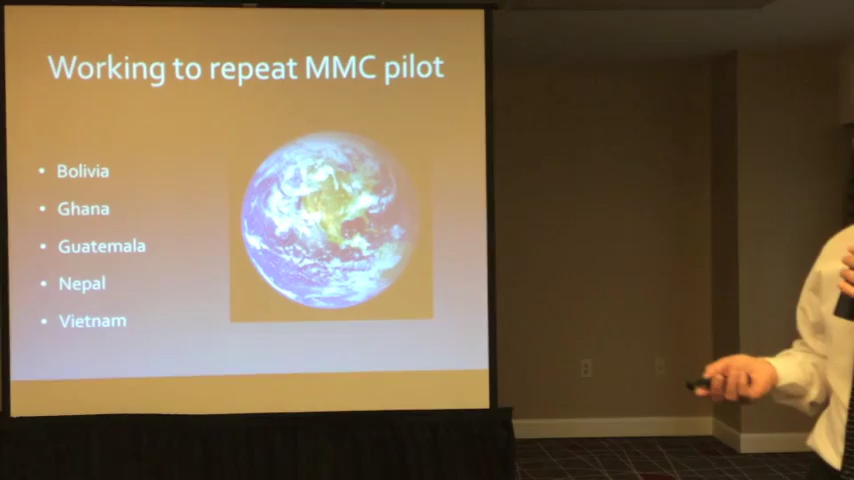 Working to repeat MMC pilot
• Bolivia
• Ghana
• Guatemala
• Nepal
• Vietnam